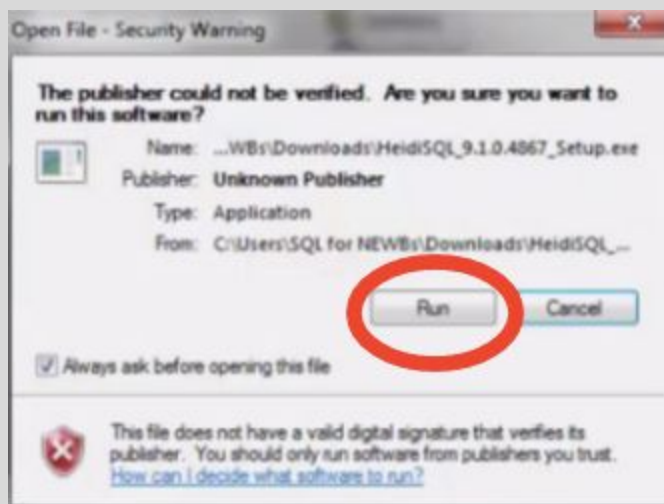 Open File - Security Warning
The publisher could not be verified. Are you sure you want to
run this software?
Name: ...WBs\Downloads\HeidiSQL_9.1.0.4867_Setup.exe
Publisher: Unknown Publisher
Type: Application
From: C:\Users\SQL for NEWBs\Downloads\HeidiSQL_...
Run Cancel
Always ask before opening this file
This file does not have a valid digital signature that verifies its
publisher. You should only run software from publishers you trust.
How can I decide what software to run?